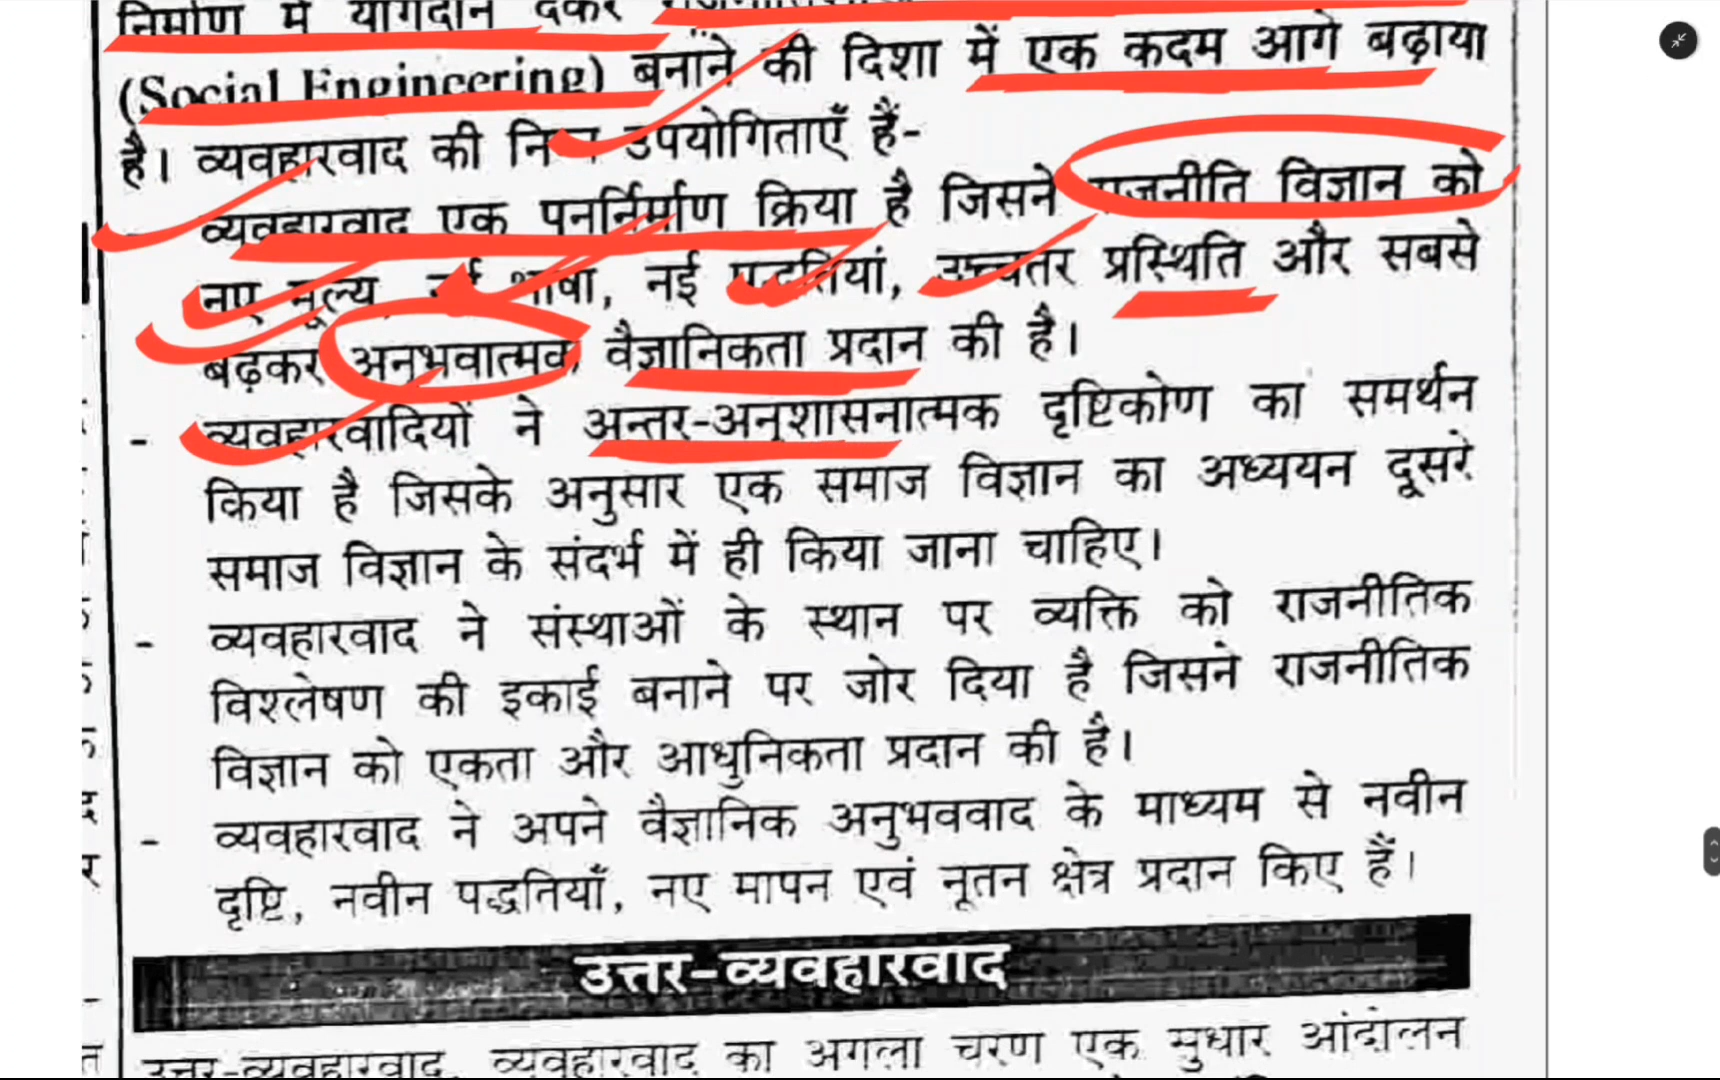 निर्माण में योगदान देकर
(Social Engineering) बनाने की दिशा में एक कदम आगे बढ़ाया
है। व्यवहारवाद की निम्न उपयोगिताएँ हैं-
व्यवहारवाद एक पुनर्निर्माण क्रिया है जिसने राजनीति विज्ञान को
नए मूल्य, नई भाषा, नई पद्धतियां, उच्चतर प्रस्थिति और सबसे
बढ़कर अनुभवात्मक वैज्ञानिकता प्रदान की है।
- व्यवहारवादियों ने अन्तर-अनुशासनात्मक दृष्टिकोण का समर्थन
किया है जिसके अनुसार एक समाज विज्ञान का अध्ययन दूसरे
समाज विज्ञान के संदर्भ में ही किया जाना चाहिए।
- व्यवहारवाद ने संस्थाओं के स्थान पर व्यक्ति को राजनीतिक
विश्लेषण की इकाई बनाने पर जोर दिया है जिसने राजनीतिक
विज्ञान को एकता और आधुनिकता प्रदान की है।
- व्यवहारवाद ने अपने वैज्ञानिक अनुभववाद के माध्यम से नवीन
दृष्टि, नवीन पद्धतियाँ, नए मापन एवं नूतन क्षेत्र प्रदान किए हैं।
उत्तर-व्यवहारवाद
उत्तर-व्यवहारवाद, व्यवहारवाद का अगला चरण एक सुधार आंदोलन